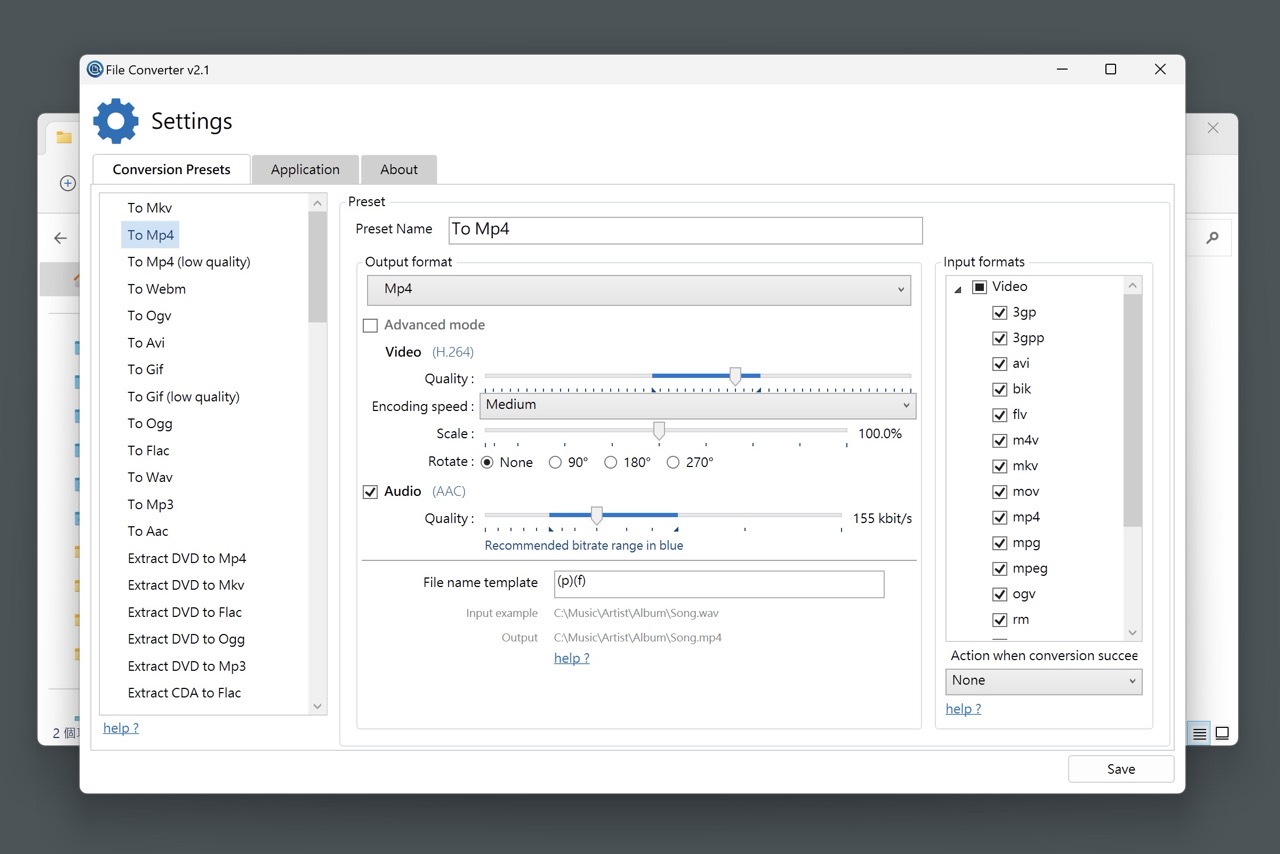 File Converter v2.1
Settings
Conversion Presets
Application
About
To Mkv
To Mp4
To Mp4 (low quality)
To Webm
To Ogv
To Avi
To Gif
To Gif (low quality)
To Ogg
To Flac
To Wav
To Mp3
To Aac
Extract DVD to Mp4
Extract DVD to Mkv
Extract DVD to Flac
Extract DVD to Ogg
Extract DVD to Mp3
Extract CDA to Flac
help ?
Preset
Preset Name To Mp4
Output format
Mp4
Advanced mode
Video (H.264)
Quality :
Encoding speed : Medium
Scale : 100.0%
Rotate : None 90° 180° 270°
Audio (AAC)
Quality : 155 kbit/s
Recommended bitrate range in blue
File name template (p)(f)
Input example C:\Music\Artist\Album\Song.wav
Output C:\Music\Artist\Album\Song.mp4
help ?
Input formats
Video
3gp
3gpp
avi
bik
flv
m4v
mkv
mov
mp4
mpg
mpeg
ogv
rm
Action when conversion succee
None
help ?
Save
2 個